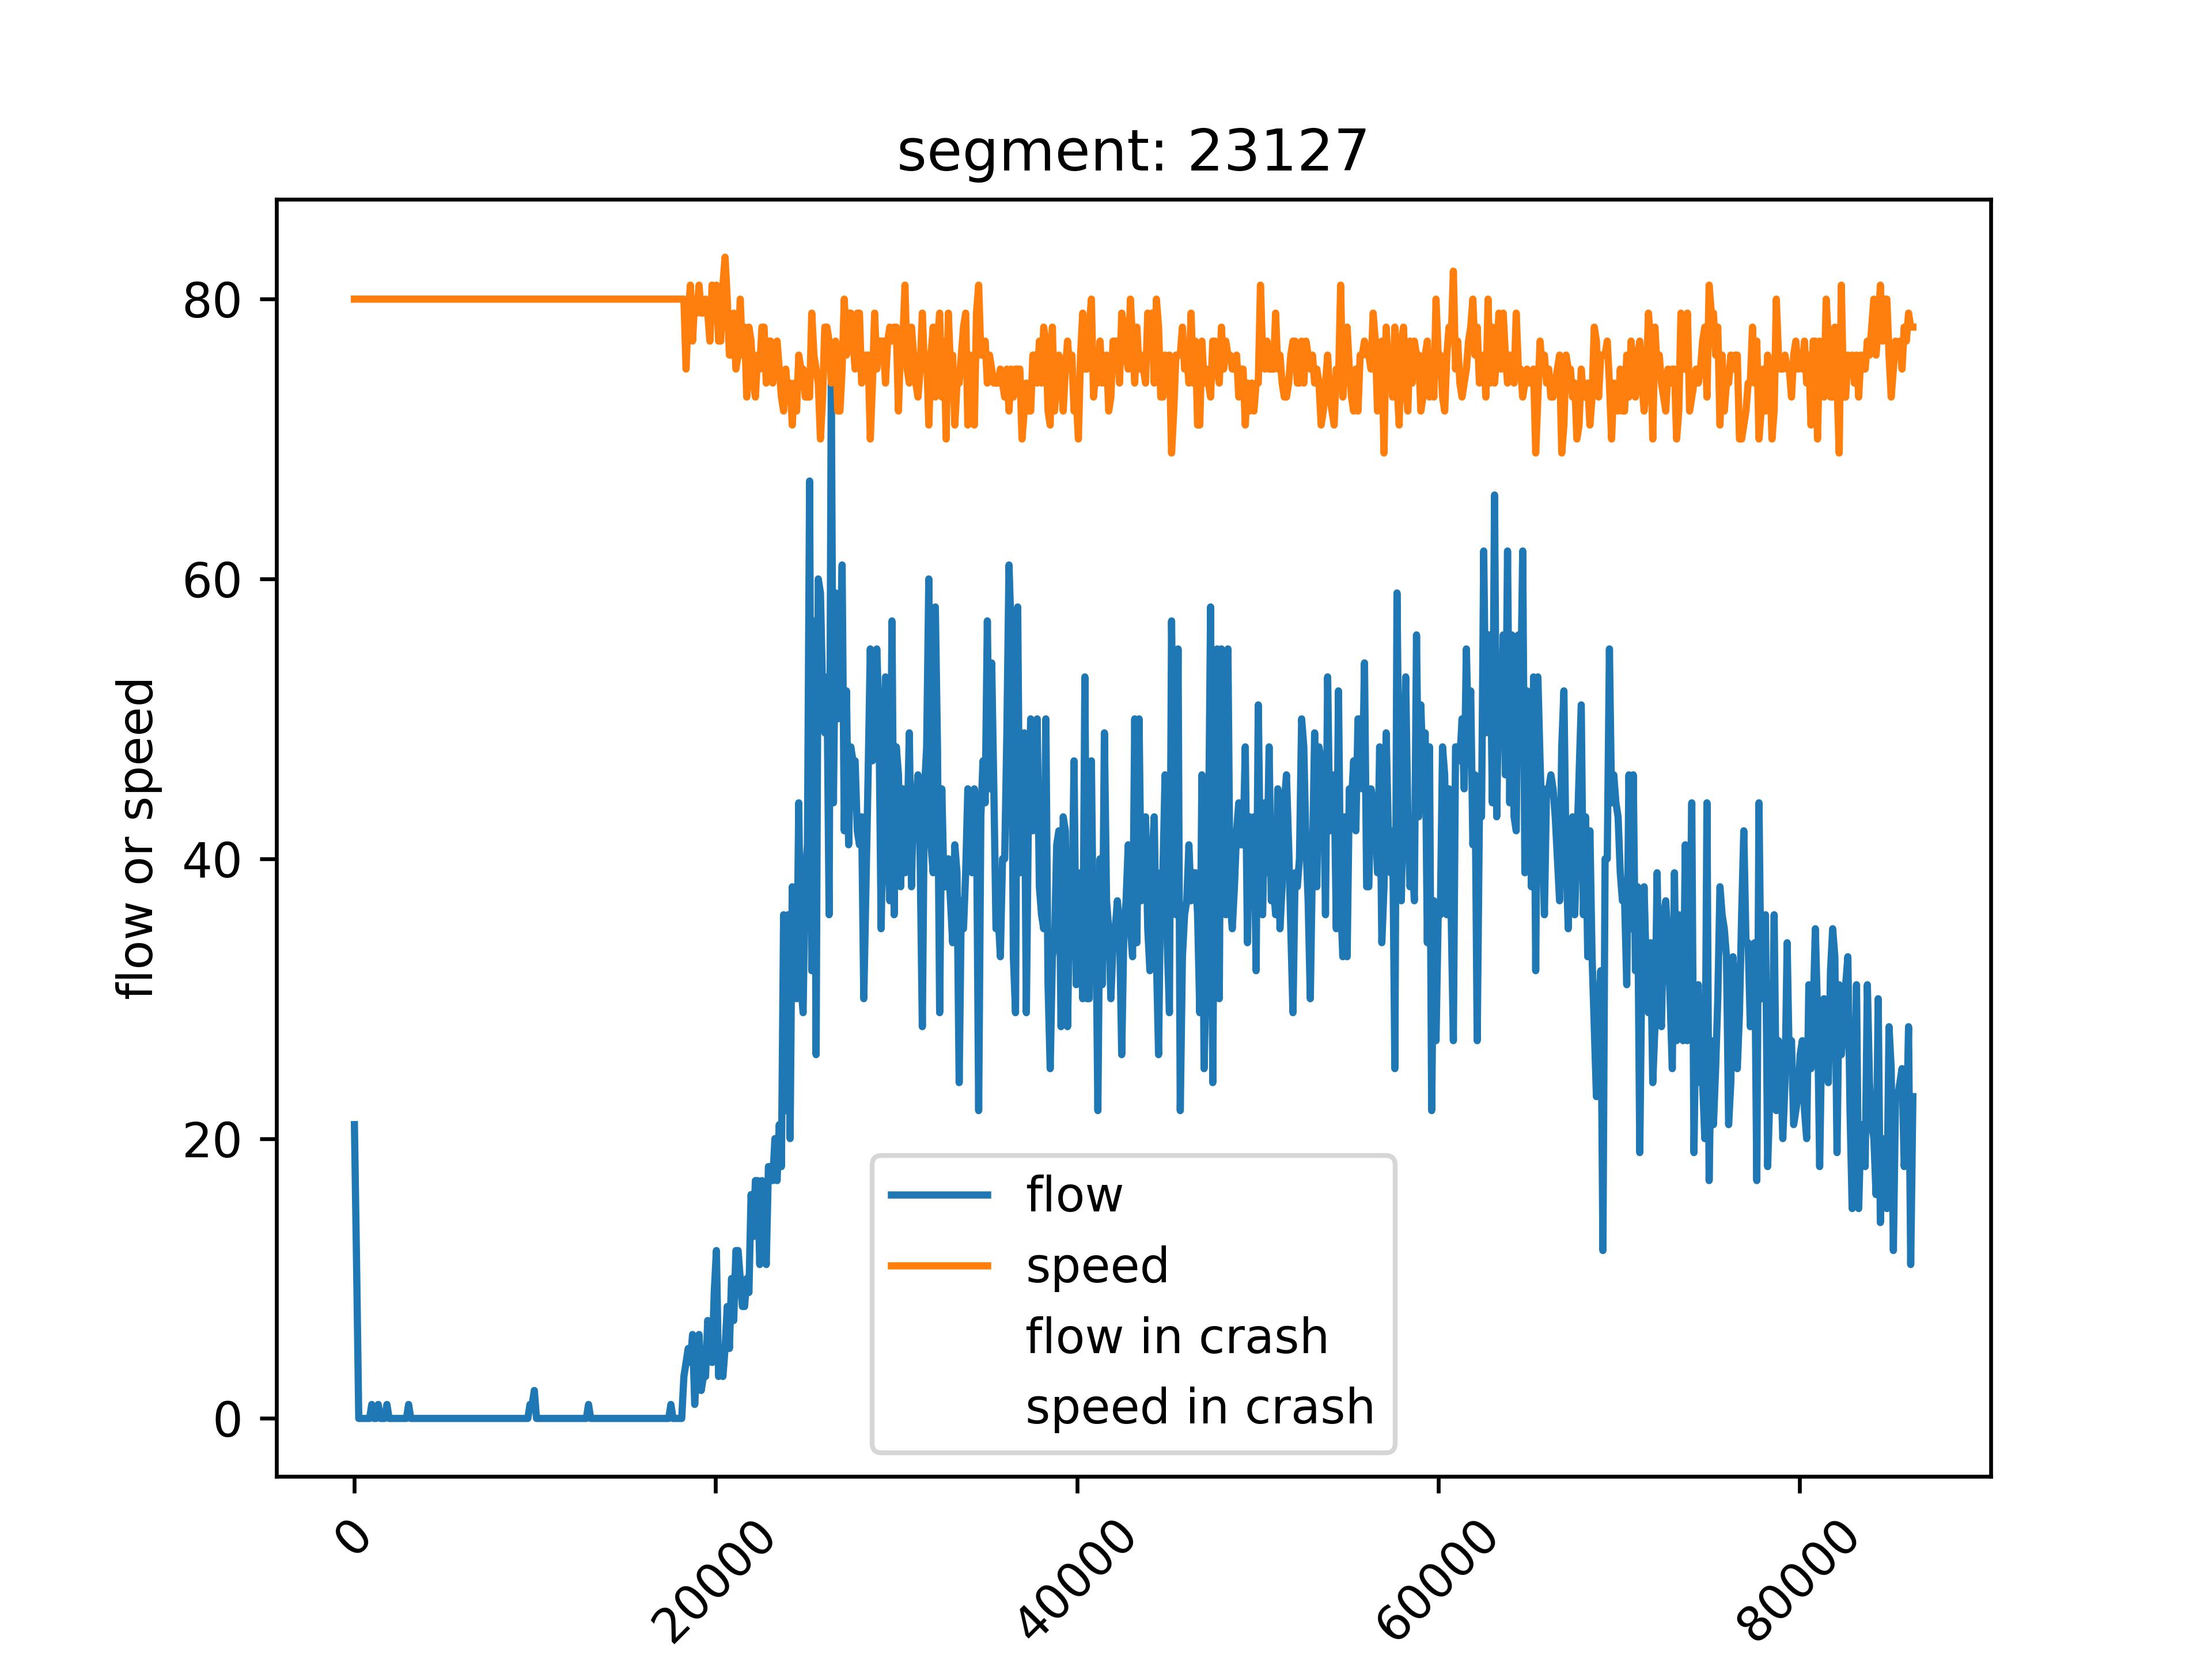 segment: 23127
80
60
40
20
0
flow or speed
flow
speed
flow in crash
speed in crash
0
20000
40000
60000
80000